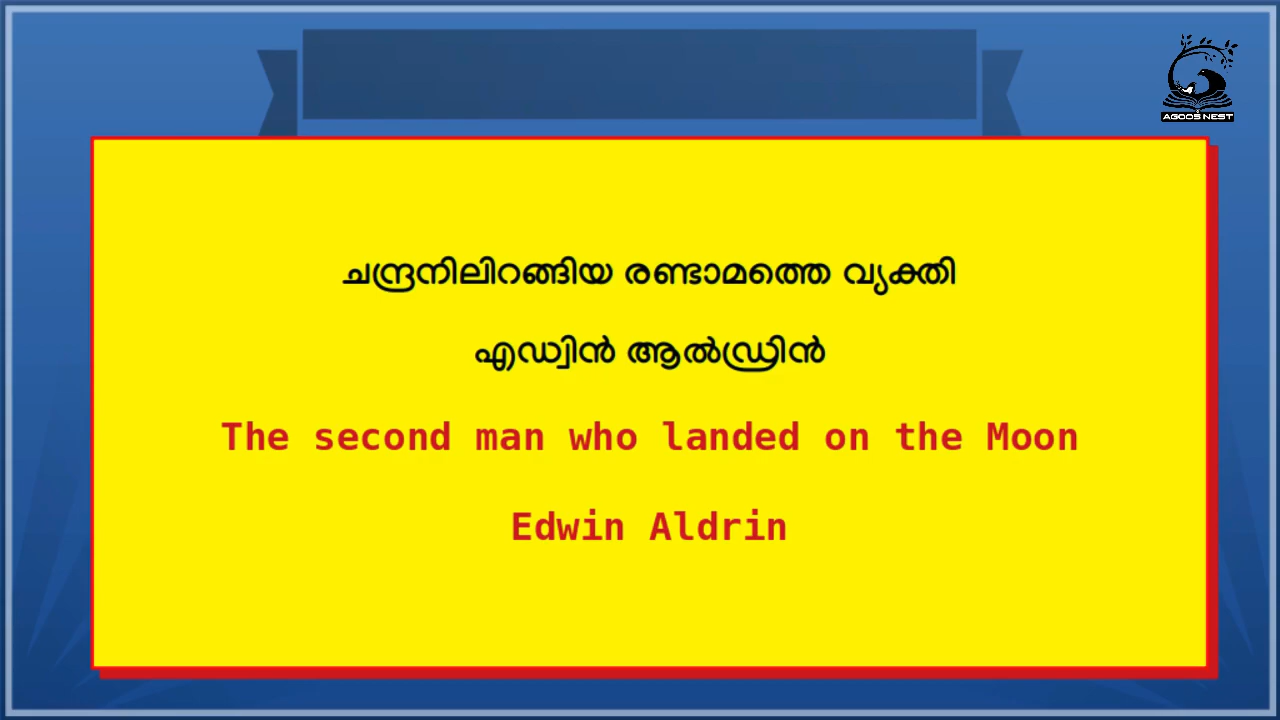 AGOOS NEST
ചന്ദ്രനിലിറങ്ങിയ രണ്ടാമത്തെ വ്യക്തി
എഡ്വിൻ ആൽഡ്രിൻ
The second man who landed on the Moon
Edwin Aldrin